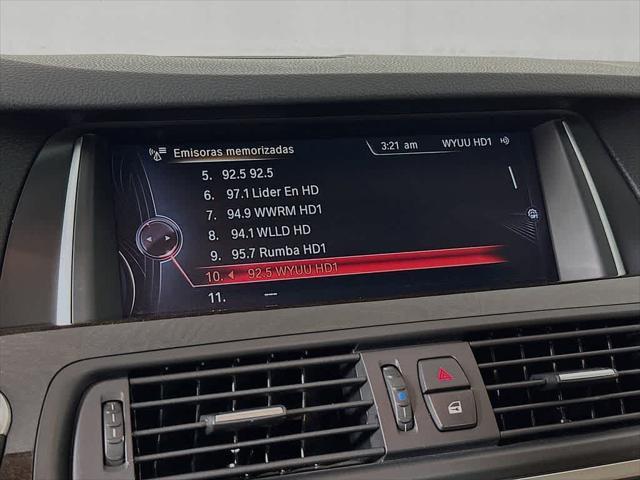 Emisoras memorizadas 3:21 am WYUU HD1
5. 92.5 92.5
6. 97.1 Lider En HD
7. 94.9 WWRM HD1
8. 94.1 WLLD HD
9. 95.7 Rumba HD1
10. 92.5 WYUU HD1
11. ---